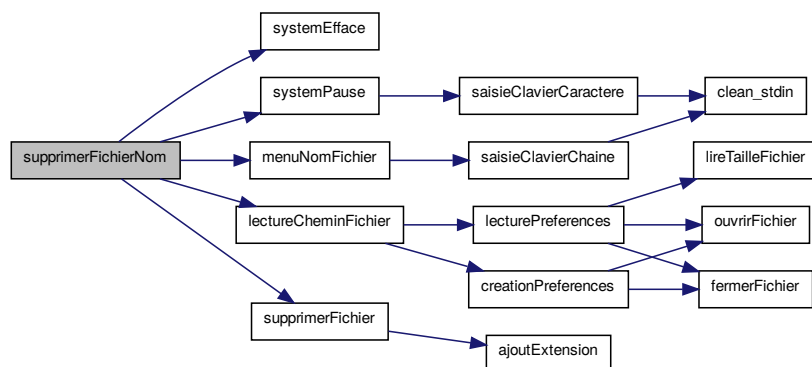 systemEfface
systemPause
saisieClavierCaractere
clean_stdin
supprimerFichierNom
menuNomFichier
saisieClavierChaine
lireTailleFichier
lectureCheminFichier
lecturePreferences
ouvrirFichier
creationPreferences
fermerFichier
supprimerFichier
ajoutExtension